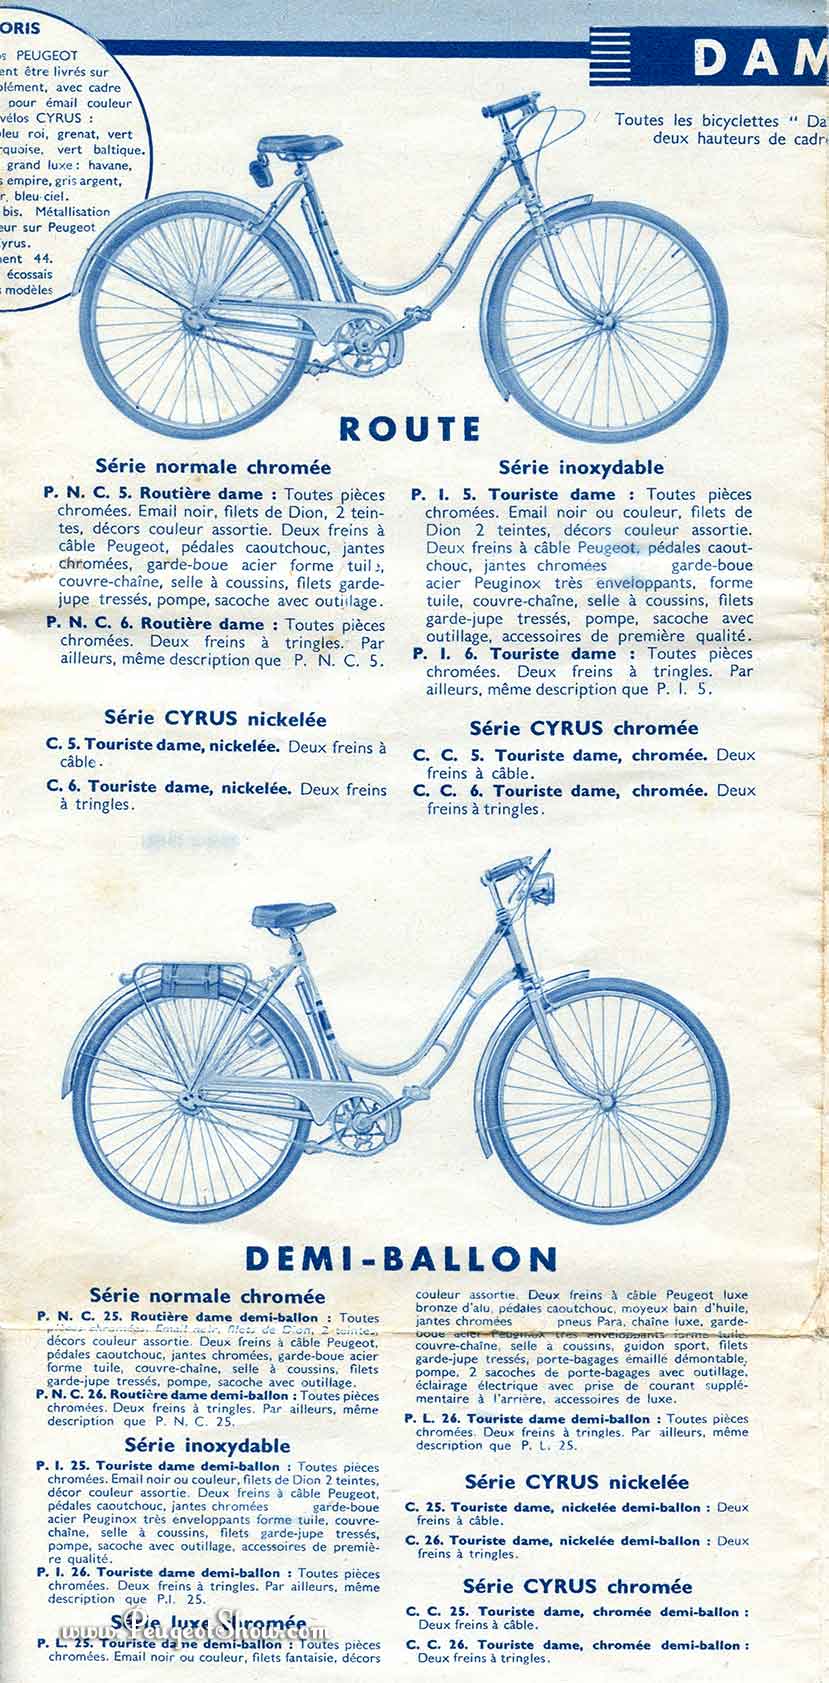 ORIS
PEUGEOT
ent être livrés sur
plément, avec cadre
pour émail couleur
vélos CYRUS :
bleu roi, grenat, vert
rquoise, vert baltique.
grand luxe : havane,
empire, gris argent,
r, bleu ciel.
bis. Métallisation
eur sur Peugeot
Cyrus.
ent 44.
écossais
modèles
DAM
Toutes les bicyclettes " Da
deux hauteurs de cadr
ROUTE
Série normale chromée
P. N. C. 5. Routière dame : Toutes pièces
chromées. Email noir, filets de Dion, 2 tein-
tes, décors couleur assortie. Deux freins à
câble Peugeot, pédales caoutchouc, jantes
chromées, garde-boue acier forme tuile,
couvre-chaîne, selle à coussins, filets garde-
jupe tressés, pompe, sacoche avec outillage.
P. N. C. 6. Routière dame : Toutes pièces
chromées. Deux freins à tringles. Par
ailleurs, même description que P. N. C. 5.
Série CYRUS nickelée
C. 5. Touriste dame, nickelée. Deux freins à
câble.
C. 6. Touriste dame, nickelée. Deux freins
à tringles.
Série inoxydable
P. I. 5. Touriste dame : Toutes pièces
chromées. Email noir ou couleur, filets de
Dion 2 teintes, décors couleur assortie.
Deux freins à câble Peugeot, pédales caout-
chouc, jantes chromées garde-boue
acier Peuginox très enveloppants, forme
tuile, couvre-chaîne, selle à coussins, filets
garde-jupe tressés, pompe, sacoche avec
outillage, accessoires de première qualité.
P. I. 6. Touriste dame : Toutes pièces
chromées. Deux freins à tringles. Par
ailleurs, même description que P. I. 5.
Série CYRUS chromée
C. C. 5. Touriste dame, chromée. Deux
freins à câble.
C. C. 6. Touriste dame, chromée. Deux
freins à tringles.
DEMI-BALLON
Série normale chromée
P. N. C. 25. Routière dame demi-ballon : Toutes
pièces chromées. Email noir, filets de Dion, 2 teintes,
décors couleur assortie. Deux freins à câble Peugeot,
pédales caoutchouc, jantes chromées, garde-boue acier
forme tuile, couvre-chaîne, selle à coussins, filets
garde-jupe tressés, pompe, sacoche avec outillage.
P. N. C. 26. Routière dame demi-ballon : Toutes pièces
chromées. Deux freins à tringles. Par ailleurs, même
description que P. N. C. 25.
Série inoxydable
P. I. 25. Touriste dame demi-ballon : Toutes pièces
chromées. Email noir ou couleur, filets de Dion 2 teintes,
décor couleur assortie. Deux freins à câble Peugeot,
pédales caoutchouc, jantes chromées garde-boue
acier Peuginox très enveloppants forme tuile, couvre-
chaîne, selle à coussins, filets garde-jupe tressés,
pompe, sacoche avec outillage, accessoires de premiè-
re qualité.
P. I. 26. Touriste dame demi-ballon : Toutes pièces
chromées. Deux freins à tringles. Par ailleurs, même
description que P.I. 25.
Série luxe chromée
www.PeugeotShow.com
P. L. 25. Touriste dame demi-ballon : Toutes pièces
chromées. Email noir ou couleur, filets fantaisie, décors
couleur assortie. Deux freins à câble Peugeot luxe
bronze d'alu, pédales caoutchouc, moyeux bain d'huile,
jantes chromées pneus Para, chaîne luxe, garde-
boue acier Peuginox très enveloppants forme tuile,
couvre-chaîne, selle à coussins, guidon sport, filets
garde-jupe tressés, porte-bagages émaillé démontable,
pompe, 2 sacoches de porte-bagages avec outillage,
éclairage électrique avec prise de courant supplé-
mentaire à l'arrière, accessoires de luxe.
P. L. 26. Touriste dame demi-ballon : Toutes pièces
chromées. Deux freins à tringles. Par ailleurs, même
description que P. L. 25.
Série CYRUS nickelée
C. 25. Touriste dame, nickelée demi-ballon : Deux
freins à câble.
C. 26. Touriste dame, nickelée demi-ballon : Deux
freins à tringles.
Série CYRUS chromée
C. C. 25. Touriste dame, chromée demi-ballon :
Deux freins à câble.
C. C. 26. Touriste dame, chromée demi-ballon :
Deux freins à tringles.